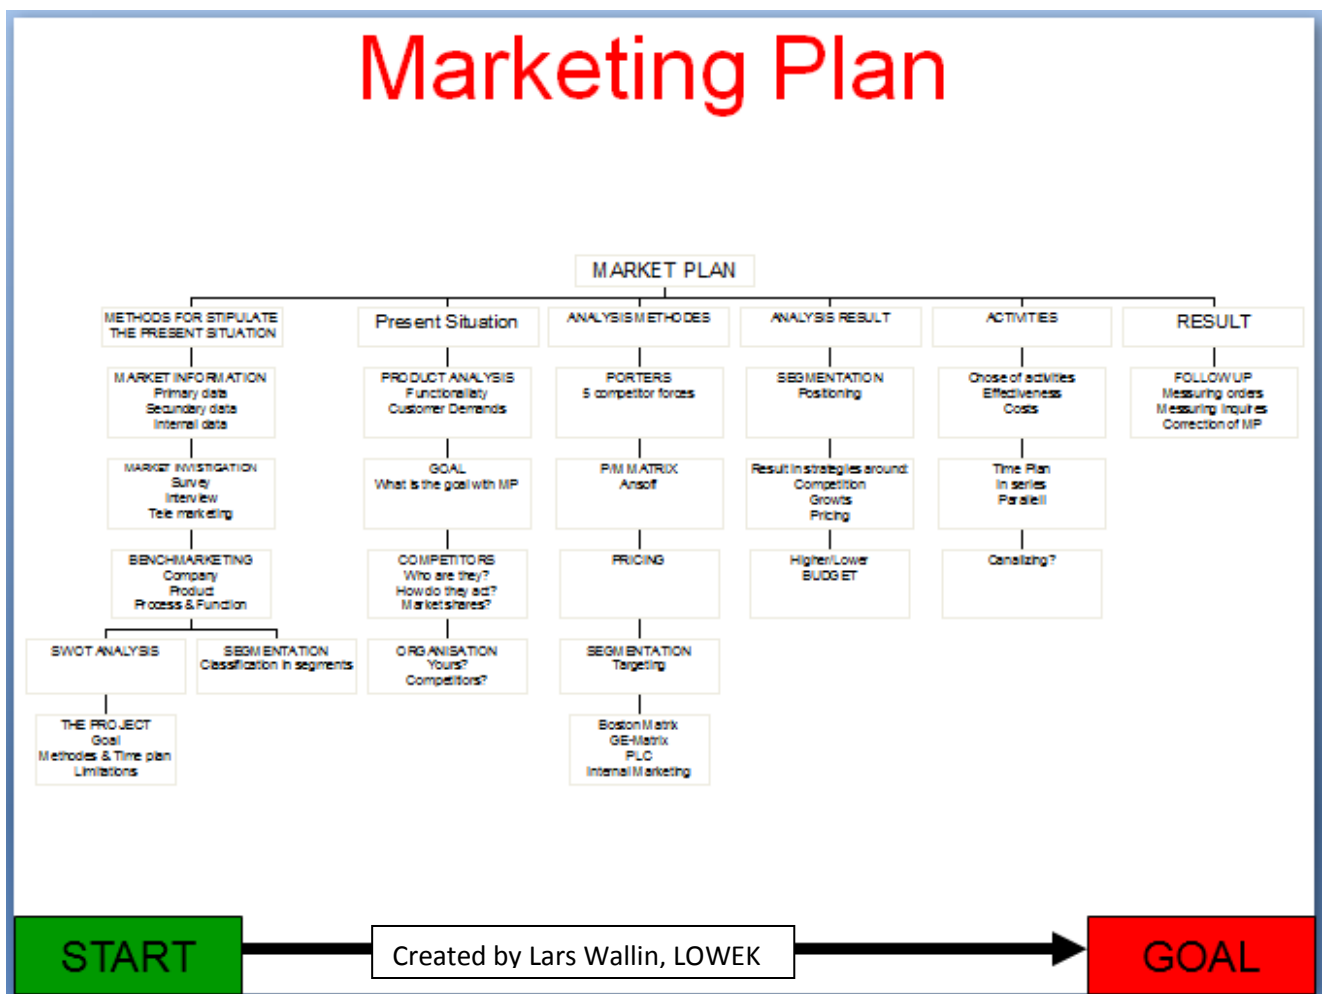 Marketing Plan
MARKET PLAN
METHODS FOR STIPULATE
THE PRESENT SITUATION
MARKET INFORMATION
Primary data
Secundary data
Internal data
MARKET INVISTIGATION
Survey
Interview
Tele marketing
BENCHMARKETING
Company
Product
Process & Function
SWOT ANALYSIS
SEGMENTATION
Classification in segments
THE PROJECT
Goal
Methodes & Time plan
Limitations
Present Situation
PRODUCT ANALYSIS
Functionallaty
Customer Demands
GOAL
What is the goal with MP
COMPETITORS
Who are they?
How do they act?
Market shares?
ORGANISATION
Yours?
Competitiors?
ANALYSIS METHODES
PORTERS
5 competitor forces
P/M MATRIX
Ansoff
PRICING
SEGMENTATION
Targeting
Boston Matrix
GE-Matrix
PLC
Internal Marketing
ANALYSIS RESULT
SEGMENTATION
Positioning
Result in strategies around:
Competition
Growts
Pricing
Higher/Lower
BUDGET
ACTIVITIES
Chose of activities
Effectiveness
Costs
Time Plan
In series
Paralell
Canalizing?
RESULT
FOLLOW UP
Measuring orders
Messuring inquires
Correction of MP
START
Created by Lars Wallin, LOWEK
GOAL